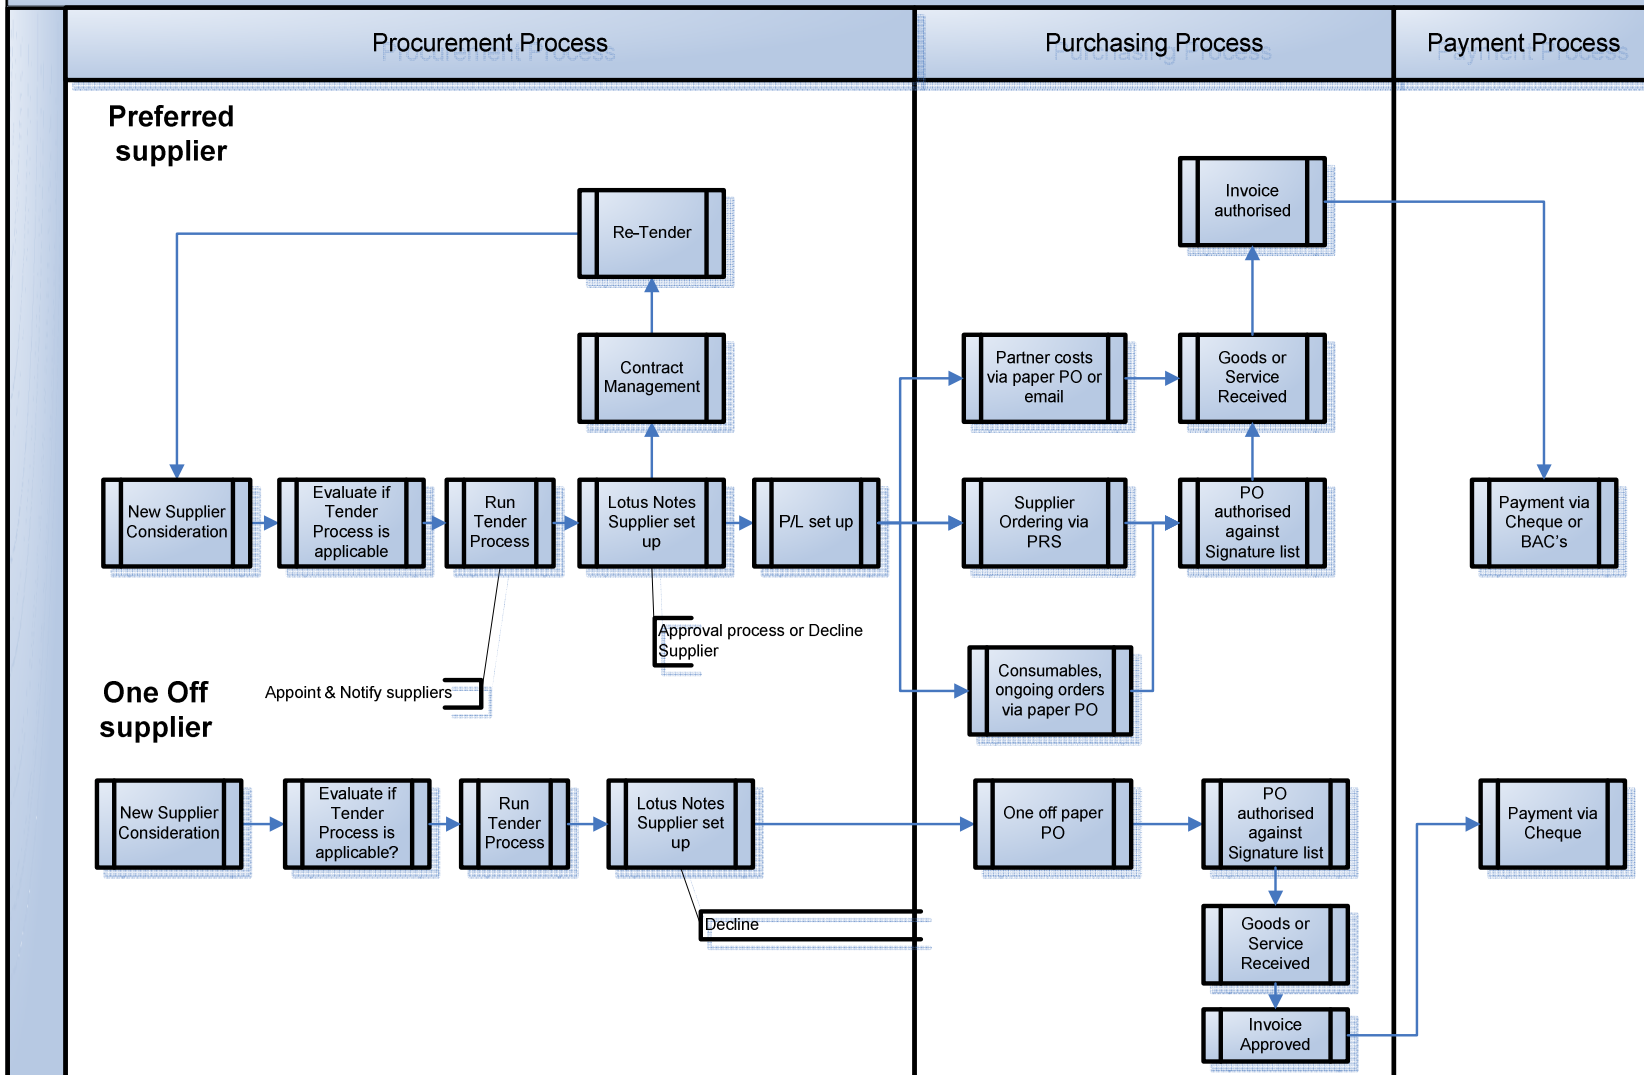 Procurement Process
Purchasing Process
Payment Process
Preferred
supplier
Invoice
authorised
Re-Tender
Contract
Management
Partner costs
via paper PO or
email
Goods or
Service
Received
New Supplier
Consideration
Evaluate if
Tender
Process is
applicable
Run
Tender
Process
Lotus Notes
Supplier set
up
P/L set up
Supplier
Ordering via
PRS
PO
authorised
against
Signature list
Payment via
Cheque or
BAC's
Approval process or Decline
Supplier
Appoint & Notify suppliers
Consumables,
ongoing orders
via paper PO
One Off
supplier
New Supplier
Consideration
Evaluate if
Tender
Process is
applicable?
Run
Tender
Process
Lotus Notes
Supplier set
up
One off paper
PO
PO
authorised
against
Signature list
Payment via
Cheque
Decline
Goods or
Service
Received
Invoice
Approved